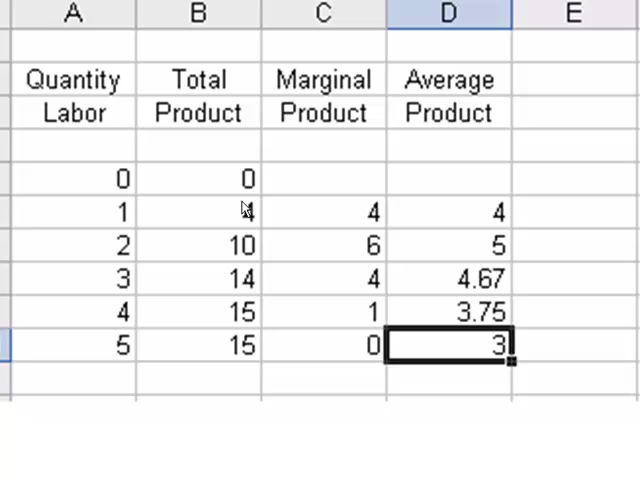 A B C D E
Quantity Total Marginal Average
Labor Product Product Product
0 0
1 4 4 4
2 10 6 5
3 14 4 4.67
4 15 1 3.75
5 15 0 3